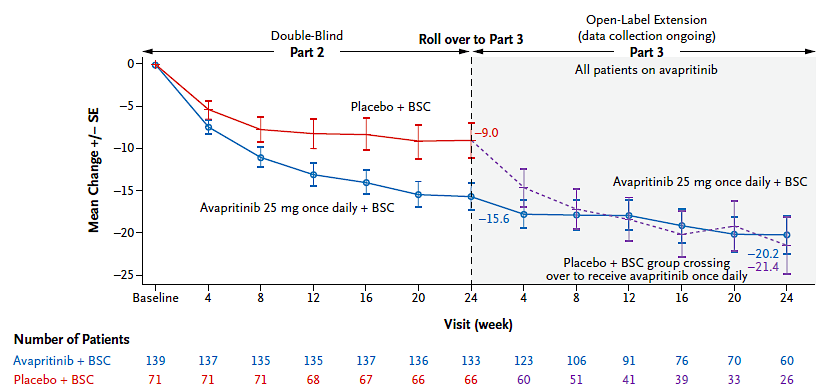 Double-Blind
Part 2
Roll over to Part 3
Open-Label Extension
(data collection ongoing)
Part 3
All patients on avapritinib
Mean Change +/− SE
0
−5
−10
−15
−20
−25
Placebo + BSC
−9.0
Avapritinib 25 mg once daily + BSC
−15.6
Avapritinib 25 mg once daily + BSC
Placebo + BSC group crossing
over to receive avapritinib once daily
−20.2
−21.4
Baseline 4 8 12 16 20 24 4 8 12 16 20 24
Visit (week)
Number of Patients
Avapritinib + BSC 139 137 135 135 137 136 133 123 106 91 76 70 60
Placebo + BSC 71 71 71 68 67 66 66 60 51 41 39 33 26